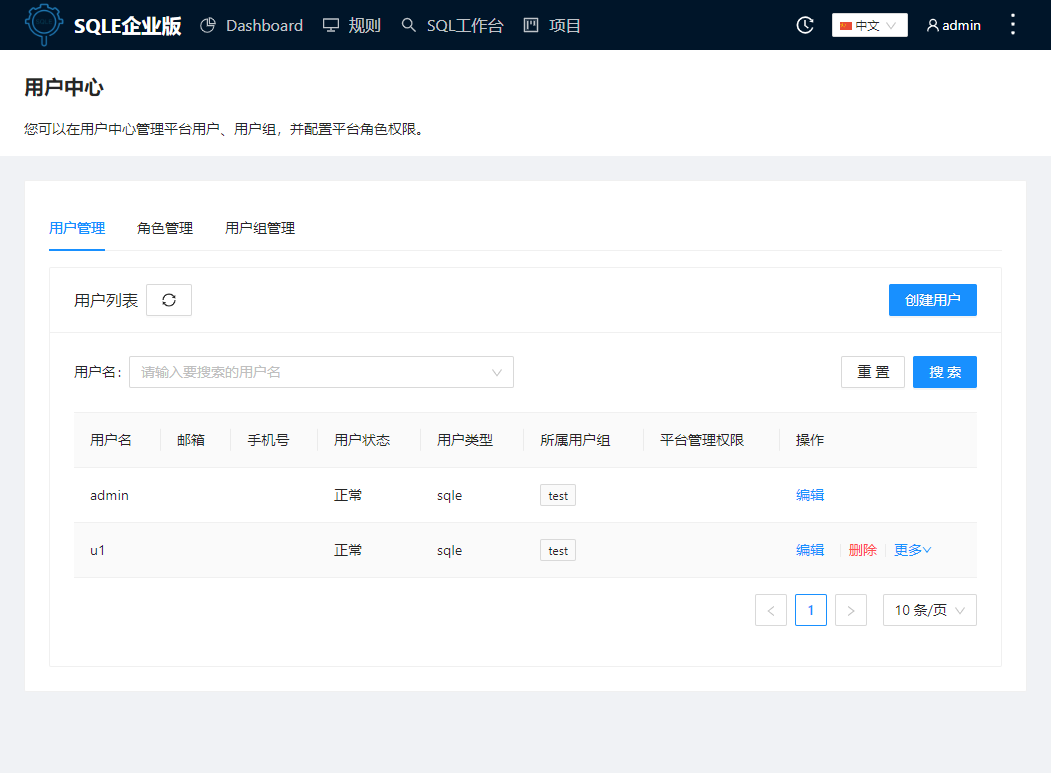 SQLE企业版 Dashboard 规则 SQL工作台 项目 中文 admin
用户中心
您可以在用户中心管理平台用户、用户组，并配置平台角色权限。
用户管理 角色管理 用户组管理
用户列表 创建用户
用户名: 请输入要搜索的用户名 重 置 搜 索
用户名 邮箱 手机号 用户状态 用户类型 所属用户组 平台管理权限 操作
admin 正常 sqle test 编辑
u1 正常 sqle test 编辑 删除 更多
1 10 条/页